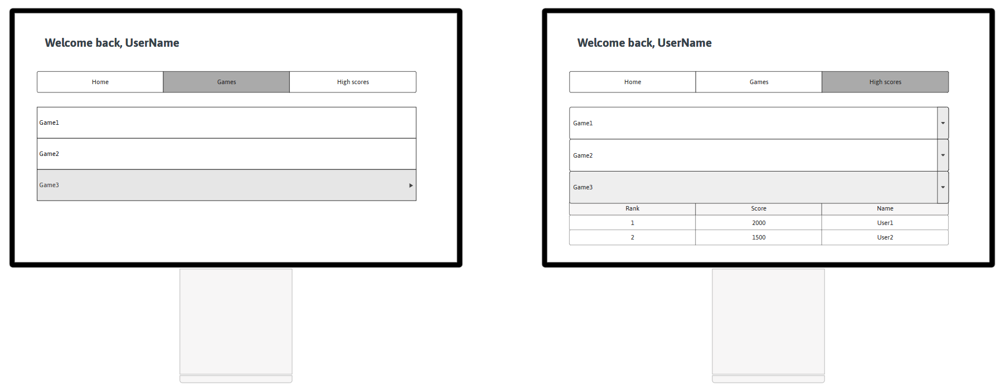 Welcome back, UserName
Home Games High scores
Game1
Game2
Game3
Welcome back, UserName
Home Games High scores
Game1
Game2
Game3
Rank Score Name
1 2000 User1
2 1500 User2